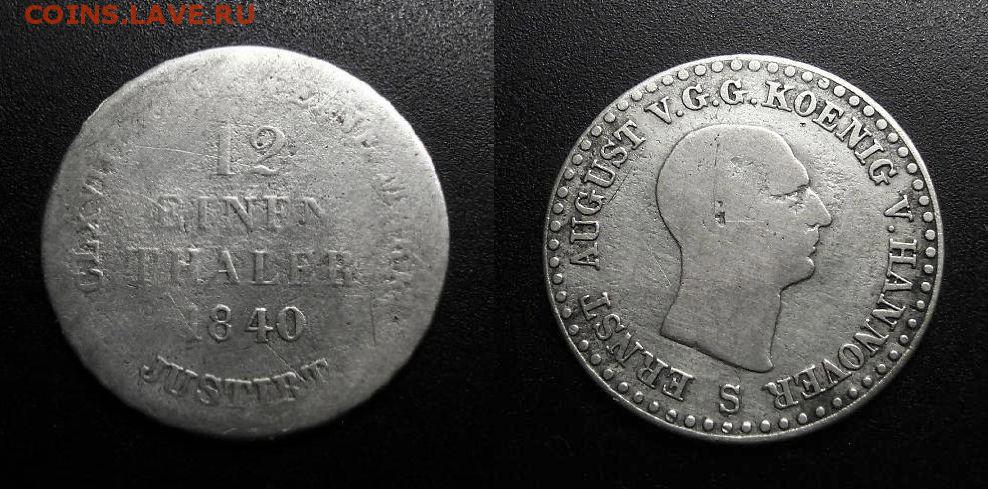 COINS.LAVE.RU
12
EINEN
THALER
1840
JUSTIRT
ERNST AUGUST V.G.G. KOENIG V. HANNOVER
S